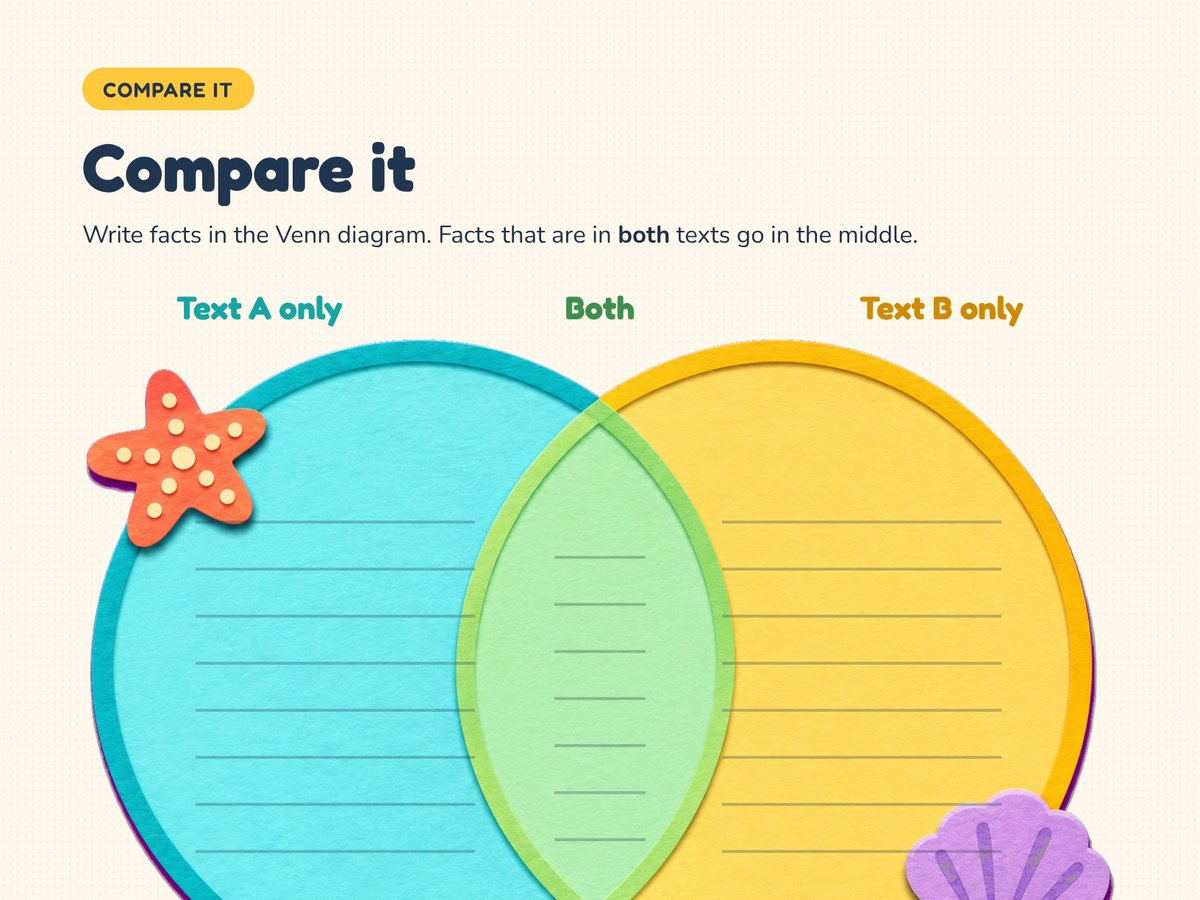 COMPARE IT
Compare it
Write facts in the Venn diagram. Facts that are in both texts go in the middle.
Text A only
Both
Text B only